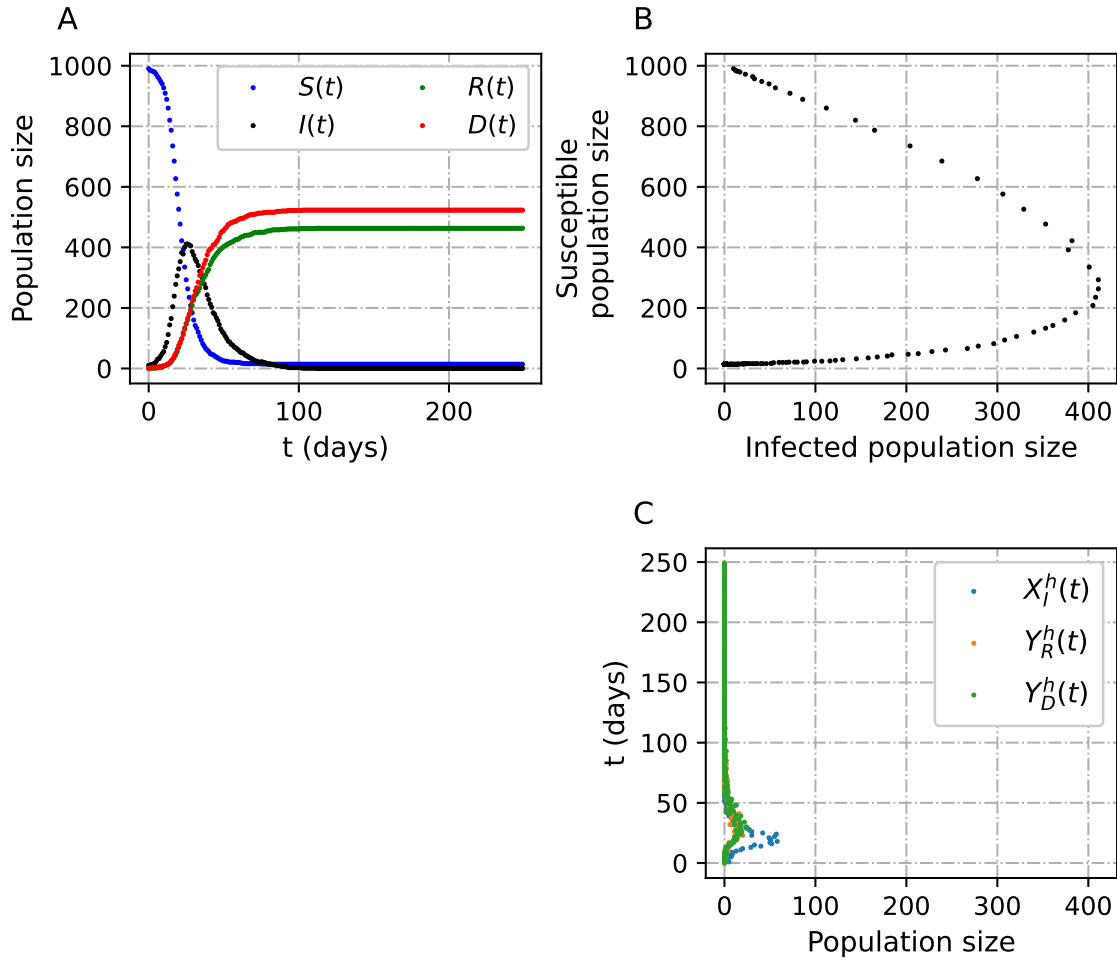 A
Population size
1000
800
600
400
200
0
S(t)
I(t)
R(t)
D(t)
0 100 200
t (days)
B
Susceptible
population size
1000
800
600
400
200
0
0 100 200 300 400
Infected population size
C
t (days)
250
200
150
100
50
0
X_I^h(t)
Y_R^h(t)
Y_D^h(t)
0 100 200 300 400
Population size